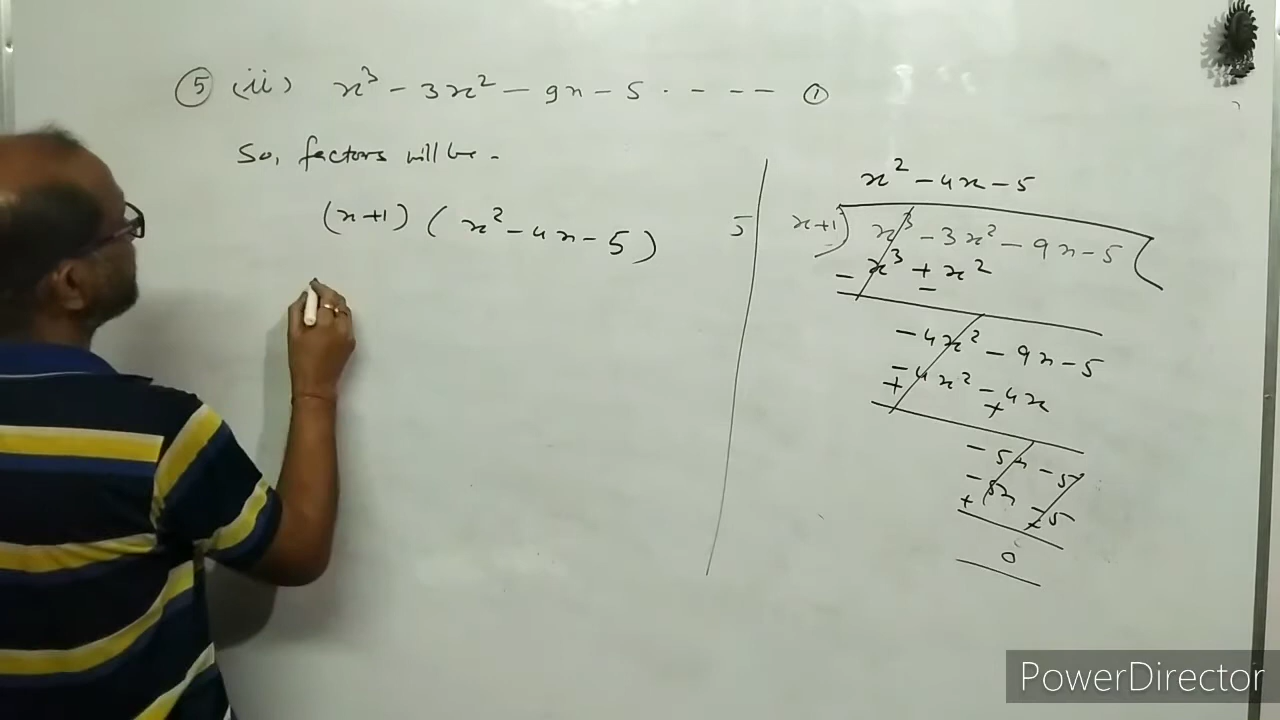 ⑤ (ii) x³ - 3x² - 9x - 5 . - - - - ①
So, factors will be -
(x+1) (x² - 4x - 5)
5
x² - 4x - 5
x+1) x³ - 3x² - 9x - 5 (
- x³ + x²
-
- 4x² - 9x - 5
- 4x² - 4x
+ +
- 5x - 5
- 5x - 5
+
0
PowerDirector